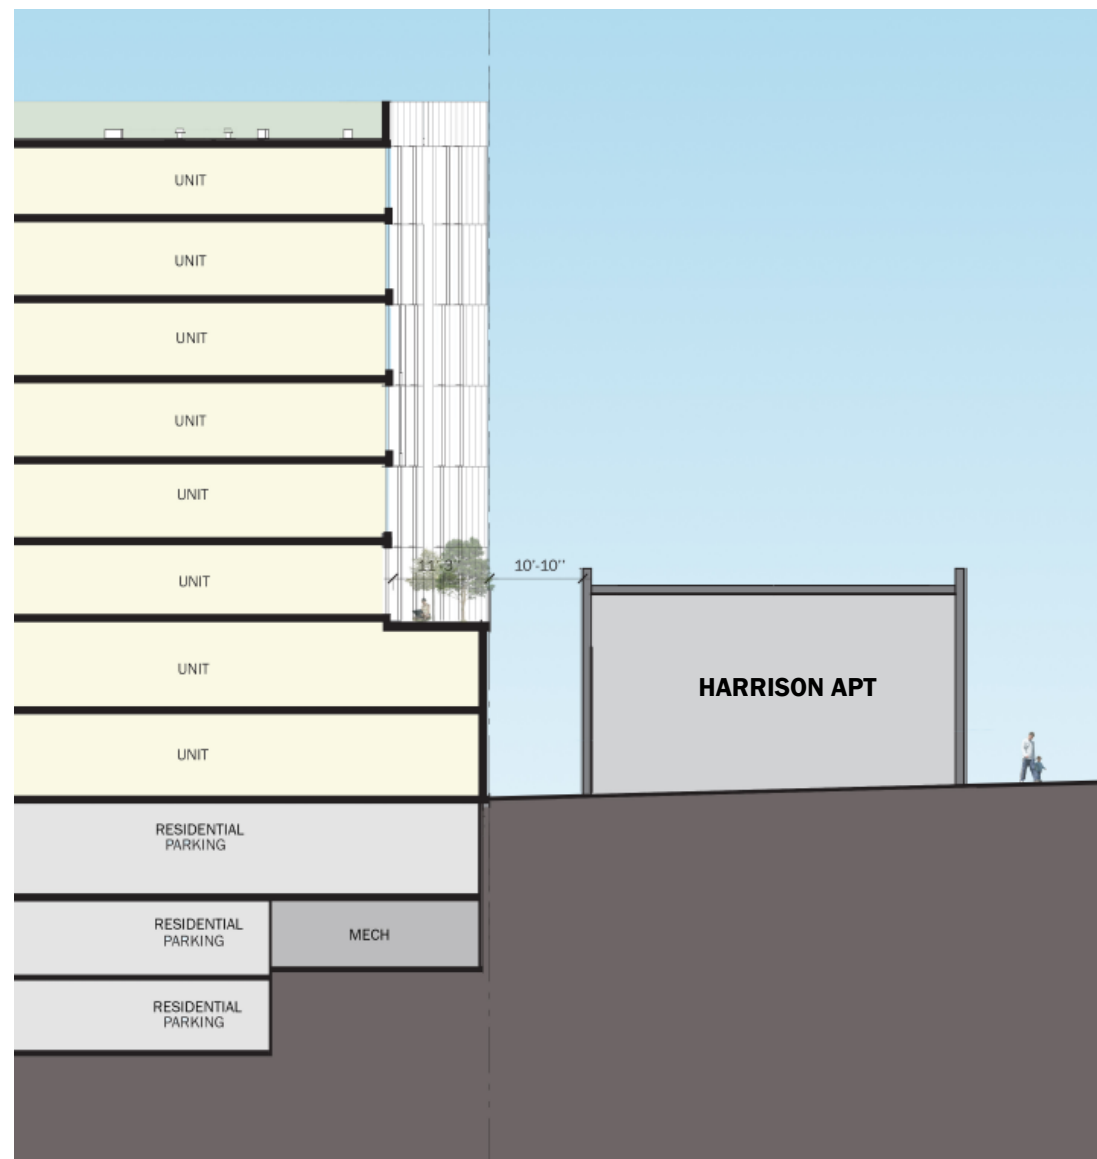 UNIT
UNIT
UNIT
UNIT
UNIT
11'-3"
10'-10"
UNIT
UNIT
HARRISON APT
UNIT
RESIDENTIAL
PARKING
RESIDENTIAL
PARKING
MECH
RESIDENTIAL
PARKING